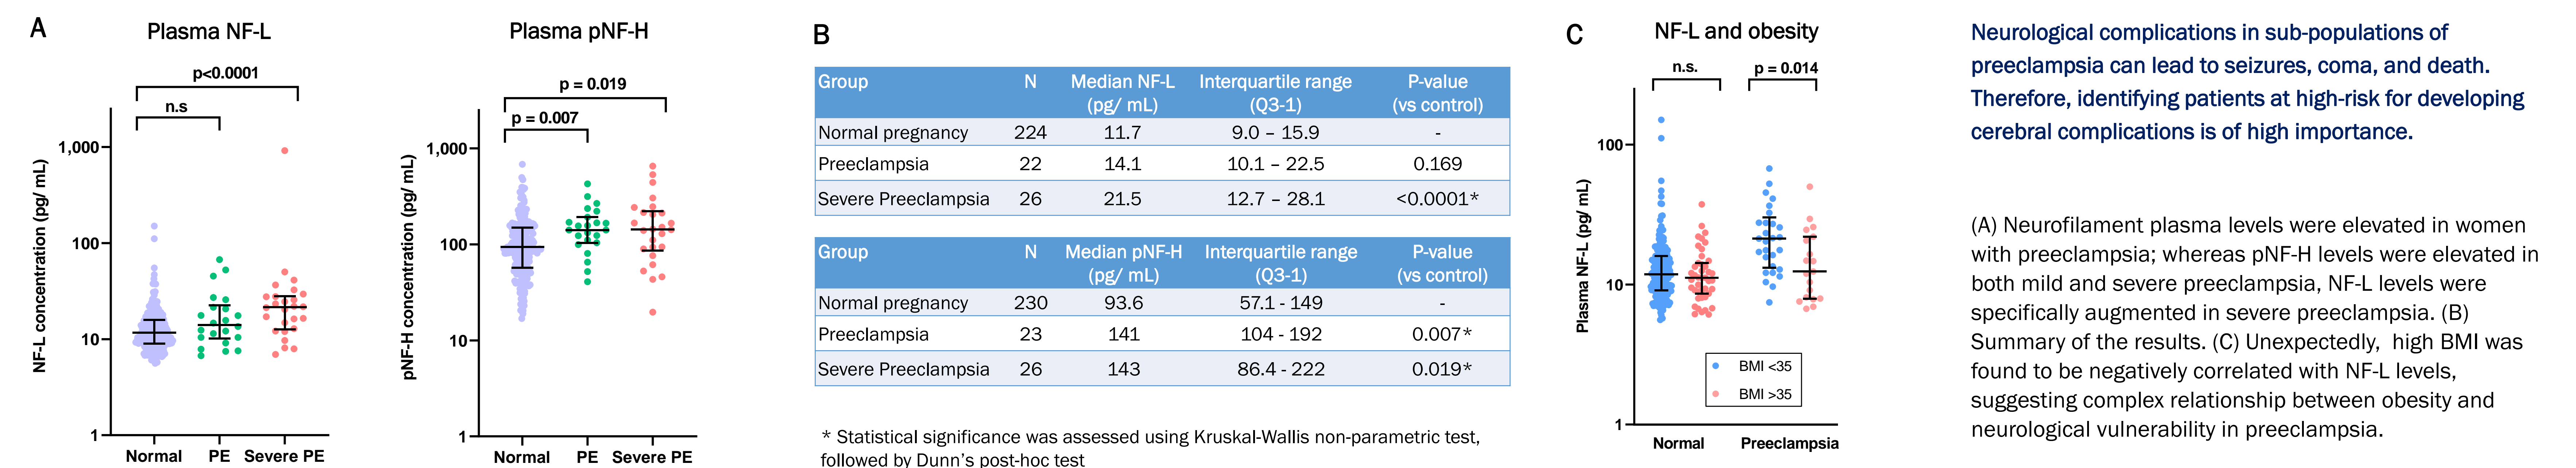 A
Plasma NF-L
p<0.0001
n.s
NF-L concentration (pg/ mL)
1,000
100
10
1
Normal PE Severe PE
Plasma pNF-H
p = 0.019
p = 0.007
pNF-H concentration (pg/ mL)
1,000
100
10
1
Normal PE Severe PE
B
Group N Median NF-L (pg/ mL) Interquartile range (Q3-1) P-value (vs control)
Normal pregnancy 224 11.7 9.0 – 15.9 -
Preeclampsia 22 14.1 10.1 – 22.5 0.169
Severe Preeclampsia 26 21.5 12.7 – 28.1 <0.0001*
Group N Median pNF-H (pg/ mL) Interquartile range (Q3-1) P-value (vs control)
Normal pregnancy 230 93.6 57.1 - 149 -
Preeclampsia 23 141 104 - 192 0.007*
Severe Preeclampsia 26 143 86.4 - 222 0.019*
* Statistical significance was assessed using Kruskal-Wallis non-parametric test,
followed by Dunn's post-hoc test
C
NF-L and obesity
n.s.
p = 0.014
Plasma NF-L (pg/ mL)
100
10
1
BMI <35
BMI >35
Normal Preeclampsia
Neurological complications in sub-populations of
preeclampsia can lead to seizures, coma, and death.
Therefore, identifying patients at high-risk for developing
cerebral complications is of high importance.
(A) Neurofilament plasma levels were elevated in women
with preeclampsia; whereas pNF-H levels were elevated in
both mild and severe preeclampsia, NF-L levels were
specifically augmented in severe preeclampsia. (B)
Summary of the results. (C) Unexpectedly, high BMI was
found to be negatively correlated with NF-L levels,
suggesting complex relationship between obesity and
neurological vulnerability in preeclampsia.